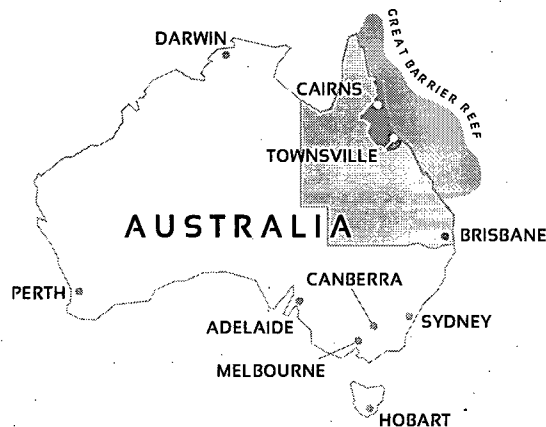 GREAT BARRIER REEF
DARWIN
CAIRNS
TOWNSVILLE
AUSTRALIA
BRISBANE
CANBERRA
PERTH
ADELAIDE
SYDNEY
MELBOURNE
HOBART